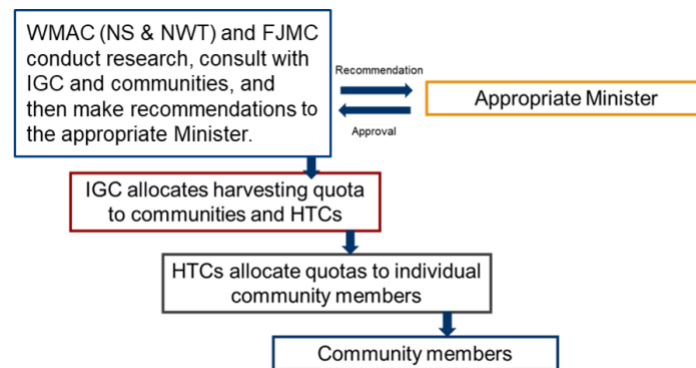 WMAC (NS & NWT) and FJMC
conduct research, consult with
IGC and communities, and
then make recommendations to
the appropriate Minister.
Recommendation
Approval
Appropriate Minister
IGC allocates harvesting quota
to communities and HTCs
HTCs allocate quotas to individual
community members
Community members